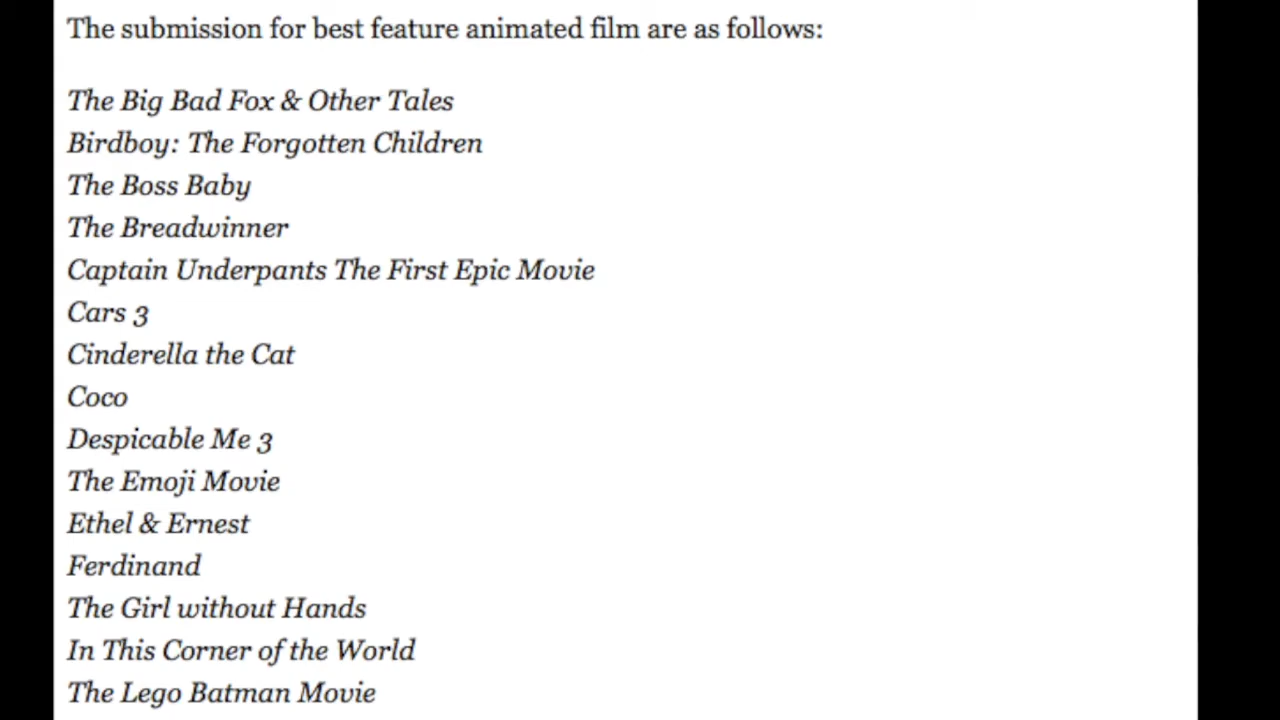 The submission for best feature animated film are as follows:
The Big Bad Fox & Other Tales
Birdboy: The Forgotten Children
The Boss Baby
The Breadwinner
Captain Underpants The First Epic Movie
Cars 3
Cinderella the Cat
Coco
Despicable Me 3
The Emoji Movie
Ethel & Ernest
Ferdinand
The Girl without Hands
In This Corner of the World
The Lego Batman Movie